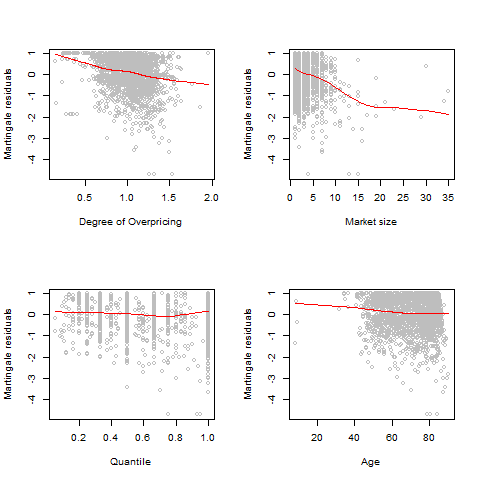 Martingale residuals
1
0
-1
-2
-3
-4
0.5 1.0 1.5 2.0
Degree of Overpricing
Martingale residuals
1
0
-1
-2
-3
-4
0 5 10 15 20 25 30 35
Market size
Martingale residuals
1
0
-1
-2
-3
-4
0.2 0.4 0.6 0.8 1.0
Quantile
Martingale residuals
1
0
-1
-2
-3
-4
20 40 60 80
Age